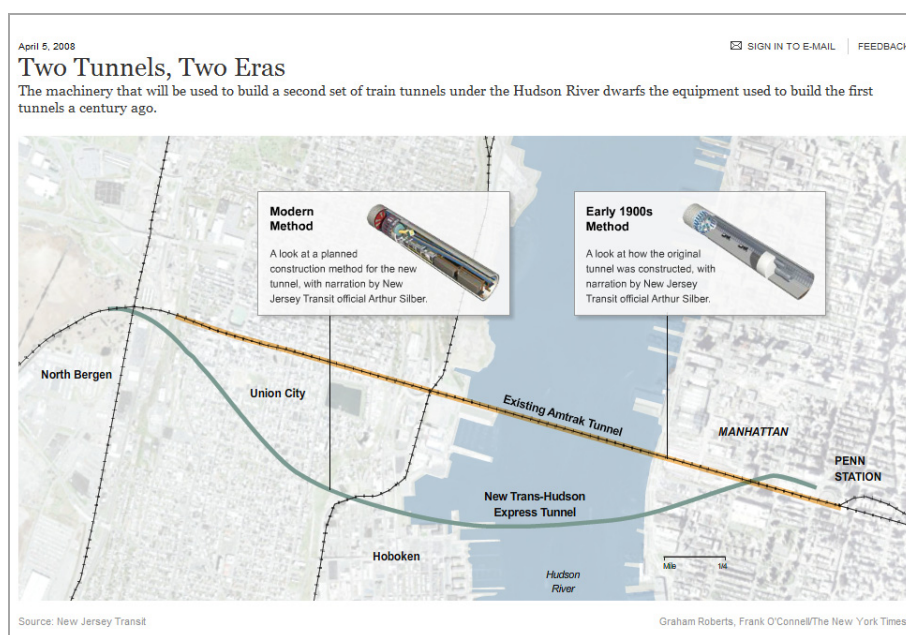 April 5, 2008
SIGN IN TO E-MAIL
FEEDBACK
Two Tunnels, Two Eras
The machinery that will be used to build a second set of train tunnels under the Hudson River dwarfs the equipment used to build the first
tunnels a century ago.
Modern
Method
A look at a planned
construction method for the new
tunnel, with narration by New
Jersey Transit official Arthur Silber.
Early 1900s
Method
A look at how the original
tunnel was constructed, with
narration by New Jersey
Transit official Arthur Silber.
North Bergen
Union City
Existing Amtrak Tunnel
MANHATTAN
PENN
STATION
New Trans-Hudson
Express Tunnel
Hoboken
Hudson
River
Mile 1/4
Source: New Jersey Transit
Graham Roberts, Frank O'Connell/The New York Times